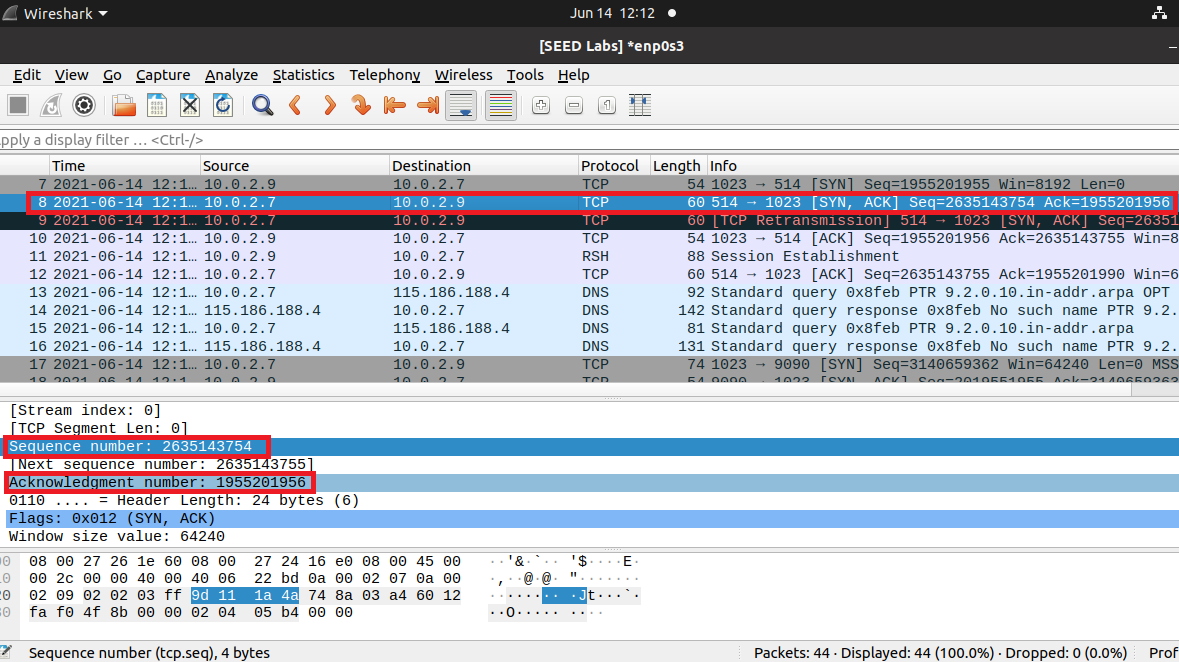 Wireshark Jun 14 12:12
[SEED Labs] *enp0s3
Edit View Go Capture Analyze Statistics Telephony Wireless Tools Help
pply a display filter … <Ctrl-/>
Time Source Destination Protocol Length Info
7 2021-06-14 12:1… 10.0.2.9 10.0.2.7 TCP 54 1023 → 514 [SYN] Seq=1955201955 Win=8192 Len=0
8 2021-06-14 12:1… 10.0.2.7 10.0.2.9 TCP 60 514 → 1023 [SYN, ACK] Seq=2635143754 Ack=1955201956
9 2021-06-14 12:1… 10.0.2.7 10.0.2.9 TCP 60 [TCP Retransmission] 514 → 1023 [SYN, ACK] Seq=26351
10 2021-06-14 12:1… 10.0.2.9 10.0.2.7 TCP 54 1023 → 514 [ACK] Seq=1955201956 Ack=2635143755 Win=8
11 2021-06-14 12:1… 10.0.2.9 10.0.2.7 RSH 88 Session Establishment
12 2021-06-14 12:1… 10.0.2.7 10.0.2.9 TCP 60 514 → 1023 [ACK] Seq=2635143755 Ack=1955201990 Win=6
13 2021-06-14 12:1… 10.0.2.7 115.186.188.4 DNS 92 Standard query 0x8feb PTR 9.2.0.10.in-addr.arpa OPT
14 2021-06-14 12:1… 115.186.188.4 10.0.2.7 DNS 142 Standard query response 0x8feb No such name PTR 9.2.
15 2021-06-14 12:1… 10.0.2.7 115.186.188.4 DNS 81 Standard query 0x8feb PTR 9.2.0.10.in-addr.arpa
16 2021-06-14 12:1… 115.186.188.4 10.0.2.7 DNS 131 Standard query response 0x8feb No such name PTR 9.2.
17 2021-06-14 12:1… 10.0.2.7 10.0.2.9 TCP 74 1023 → 9090 [SYN] Seq=3140659362 Win=64240 Len=0 MSS
18 2021-06-14 12:1… 10.0.2.9 10.0.2.7 TCP 54 9090 → 1023 [SYN, ACK] Seq=2019551955 Ack=3140659363
[Stream index: 0]
[TCP Segment Len: 0]
Sequence number: 2635143754
[Next sequence number: 2635143755]
Acknowledgment number: 1955201956
0110 .... = Header Length: 24 bytes (6)
Flags: 0x012 (SYN, ACK)
Window size value: 64240
00 08 00 27 26 1e 60 08 00 27 24 16 e0 08 00 45 00 ··'&·`·· '$····E·
10 00 2c 00 00 40 00 40 06 22 bd 0a 00 02 07 0a 00 ·,··@·@· "·······
20 02 09 02 02 03 ff 9d 11 1a 4a 74 8a 03 a4 60 12 ········ ·Jt···`·
30 fa f0 4f 8b 00 00 02 04 05 b4 00 00 ··O····· ····
Sequence number (tcp.seq), 4 bytes Packets: 44 · Displayed: 44 (100.0%) · Dropped: 0 (0.0%) Prof